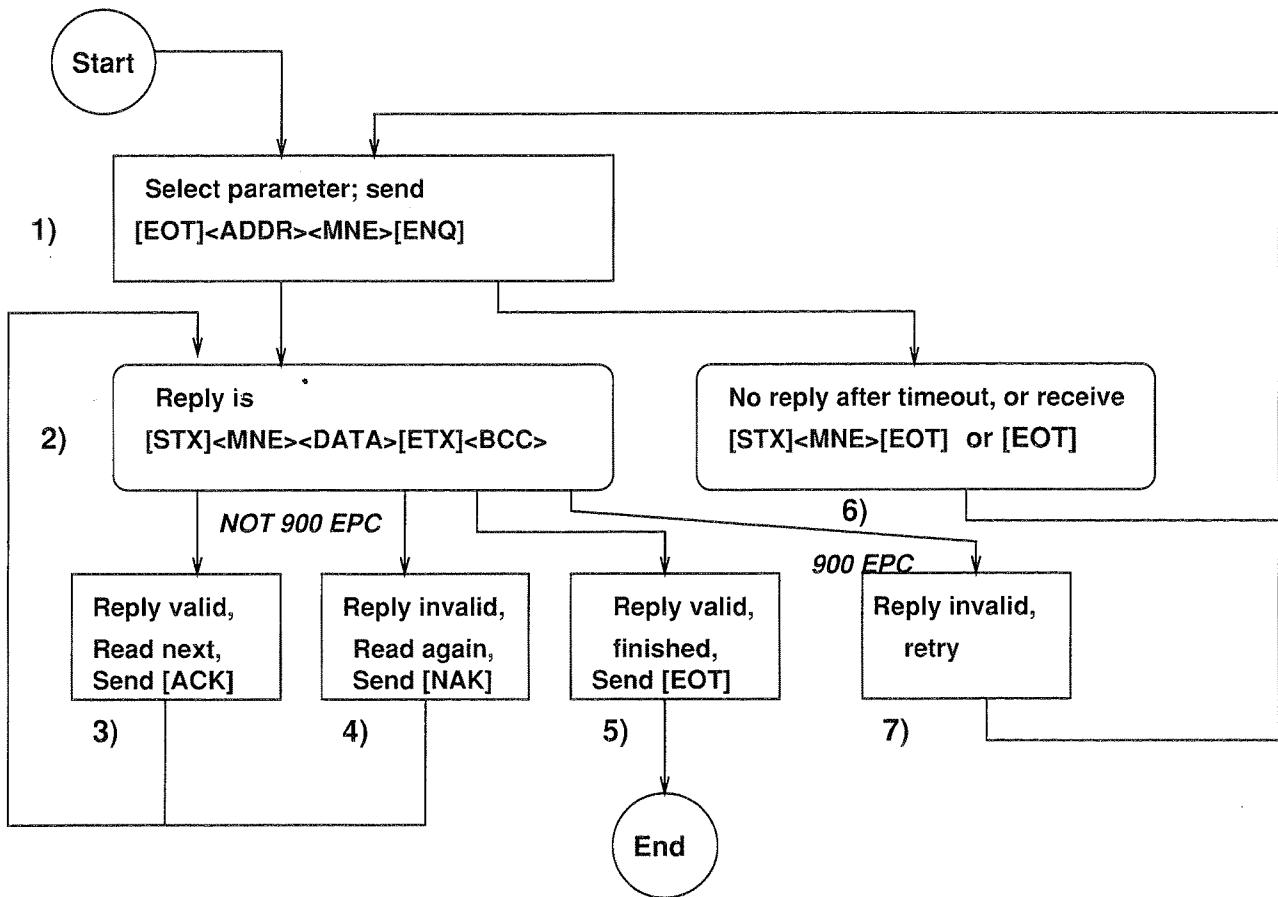 Start
Select parameter; send
1)
[EOT]<ADDR><MNE>[ENQ]
Reply is
2)
[STX]<MNE><DATA>[ETX]<BCC>
No reply after timeout, or receive
[STX]<MNE>[EOT] or [EOT]
6)
NOT 900 EPC
900 EPC
Reply valid,
Read next,
Send [ACK]
3)
Reply invalid,
Read again,
Send [NAK]
4)
Reply valid,
finished,
Send [EOT]
5)
Reply invalid,
retry
7)
End